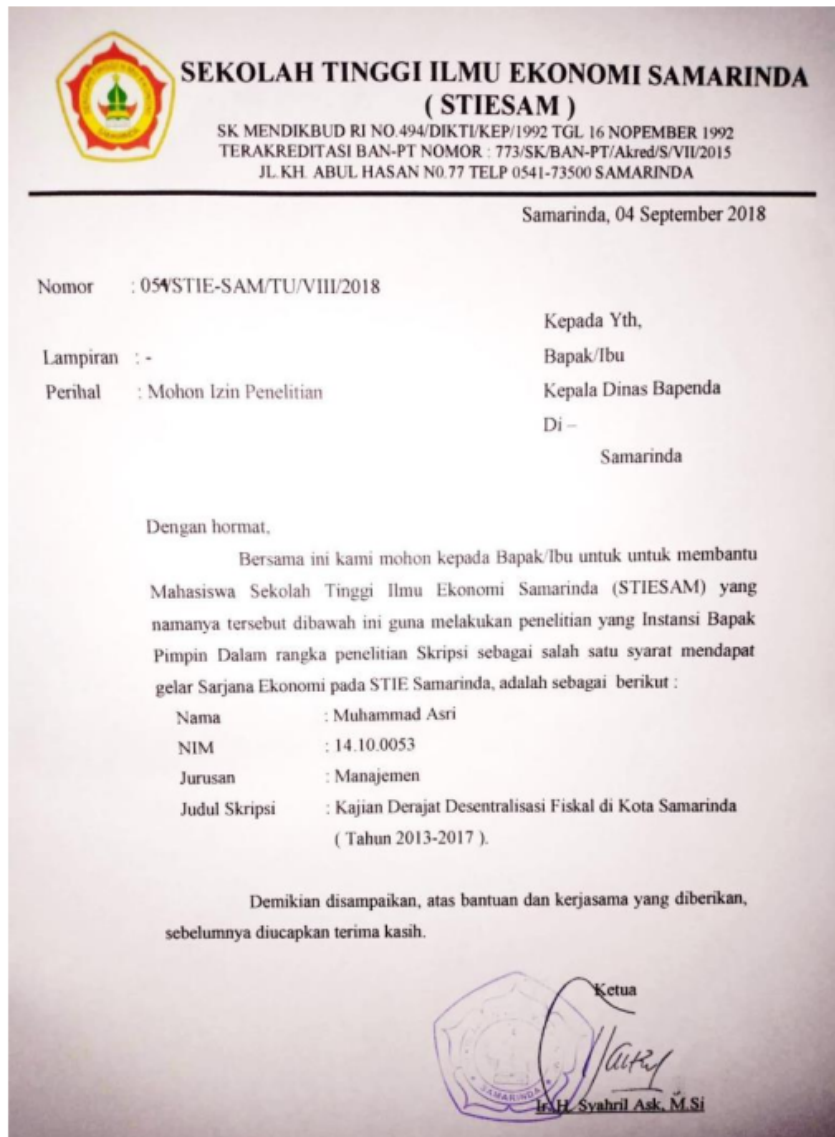 SEKOLAH TINGGI ILMU EKONOMI SAMARINDA
( STIESAM )
SK MENDIKBUD RI NO.494/DIKTI/KEP/1992 TGL 16 NOPEMBER 1992
TERAKREDITASI BAN-PT NOMOR : 773/SK/BAN-PT/Akred/S/VII/2015
JL.KH. ABUL HASAN N0.77 TELP 0541-73500 SAMARINDA
Samarinda, 04 September 2018
Nomor : 054/STIE-SAM/TU/VIII/2018
Kepada Yth,
Lampiran : -
Bapak/Ibu
Perihal : Mohon Izin Penelitian
Kepala Dinas Bapenda
Di –
Samarinda
Dengan hormat,
Bersama ini kami mohon kepada Bapak/Ibu untuk untuk membantu
Mahasiswa Sekolah Tinggi Ilmu Ekonomi Samarinda (STIESAM) yang
namanya tersebut dibawah ini guna melakukan penelitian yang Instansi Bapak
Pimpin Dalam rangka penelitian Skripsi sebagai salah satu syarat mendapat
gelar Sarjana Ekonomi pada STIE Samarinda, adalah sebagai berikut :
Nama : Muhammad Asri
NIM : 14.10.0053
Jurusan : Manajemen
Judul Skripsi : Kajian Derajat Desentralisasi Fiskal di Kota Samarinda
( Tahun 2013-2017 ).
Demikian disampaikan, atas bantuan dan kerjasama yang diberikan,
sebelumnya diucapkan terima kasih.
Ketua
SAMARINDA
Ir. H. Syahril Ask, M.Si